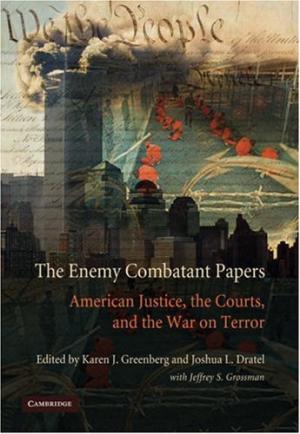 We the People
The Enemy Combatant Papers
American Justice, the Courts,
and the War on Terror
Edited by Karen J. Greenberg and Joshua L. Dratel
with Jeffrey S. Grossman
CAMBRIDGE